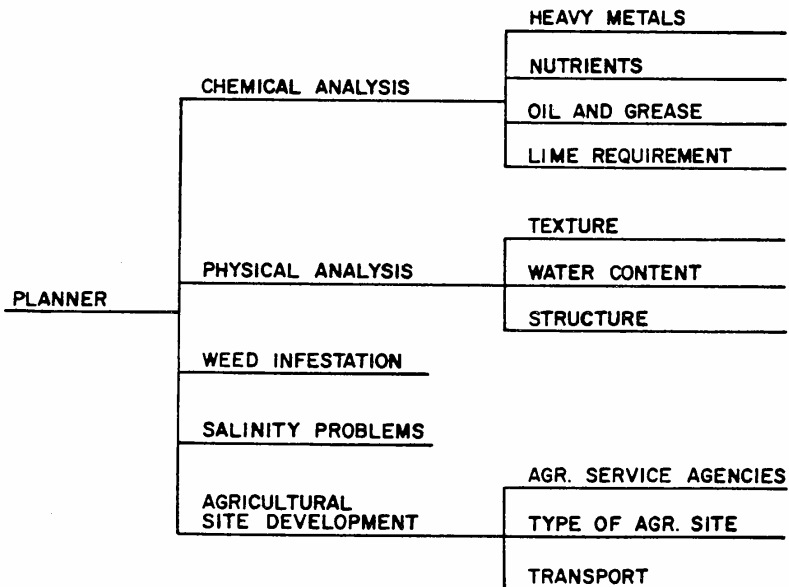 HEAVY METALS
NUTRIENTS
CHEMICAL ANALYSIS
OIL AND GREASE
LIME REQUIREMENT
TEXTURE
PHYSICAL ANALYSIS
WATER CONTENT
PLANNER
STRUCTURE
WEED INFESTATION
SALINITY PROBLEMS
AGR. SERVICE AGENCIES
AGRICULTURAL
SITE DEVELOPMENT
TYPE OF AGR. SITE
TRANSPORT